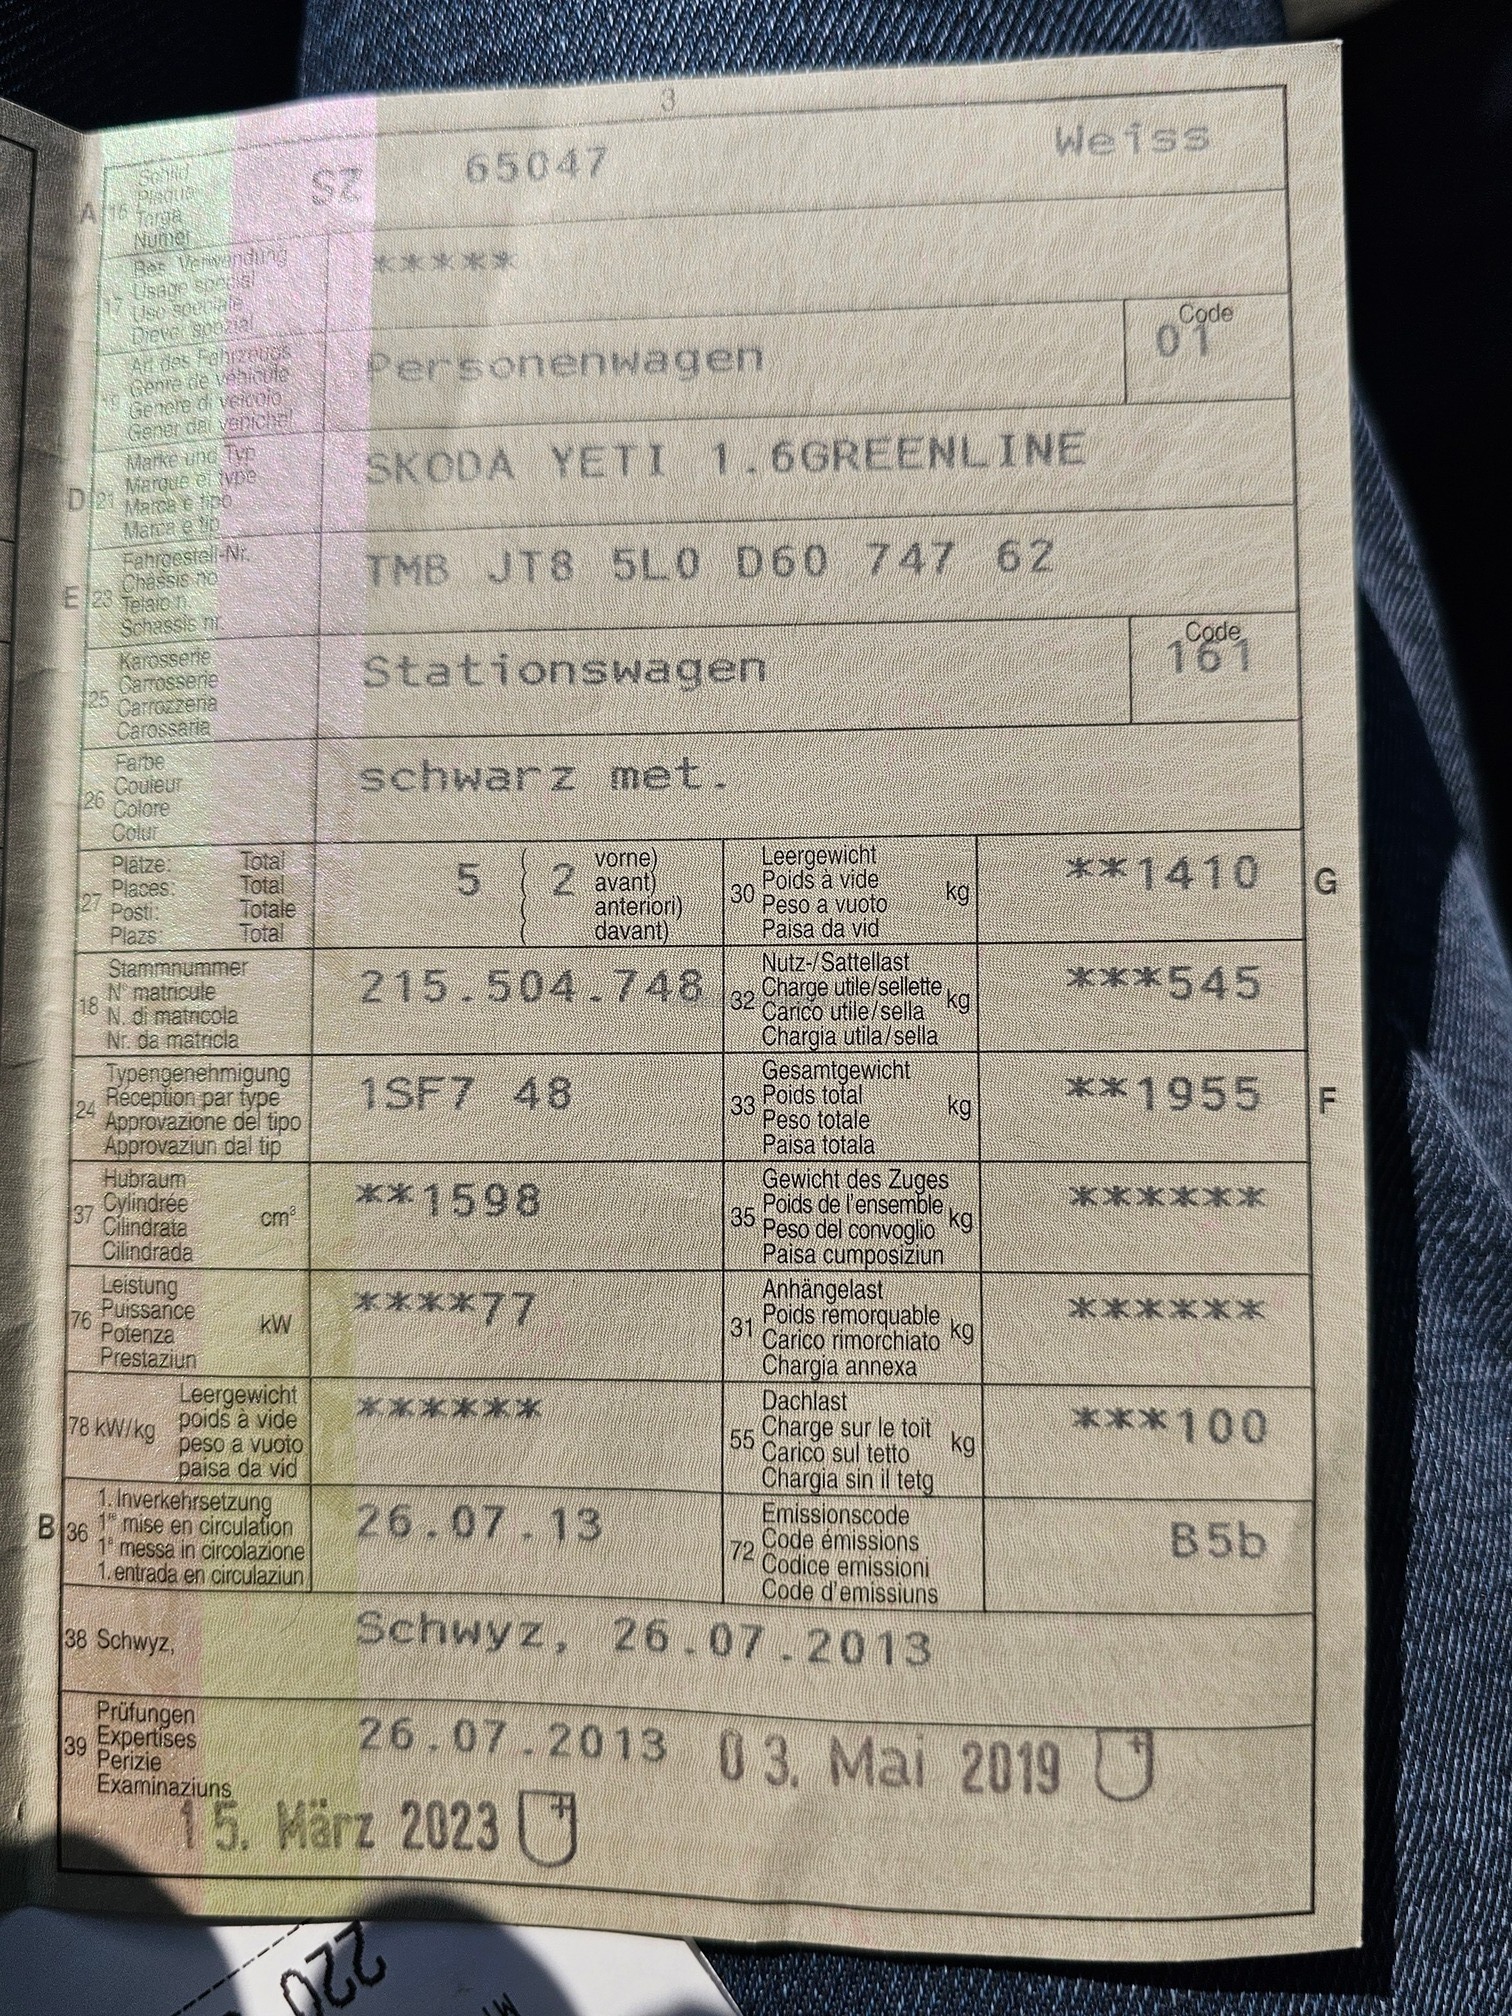 3
A 16 Schild SZ 65047 Weiss
Plaque
Targa
Numer
17 Bes. Verwendung *****
Usage spécial
Uso speciale
Diever spezial
19 Art des Fahrzeugs Personenwagen Code 01
Genre de véhicule
Genere di veicolo
Gener dal vehichel
D 21 Marke und Typ SKODA YETI 1.6GREENLINE
Marque et type
Marca e tipo
Marca e tip
E 23 Fahrgestell-Nr. TMB JT8 5L0 D60 747 62
Châssis no
Telaio n.
Schassis nr.
25 Karosserie Stationswagen Code 161
Carrosserie
Carrozzeria
Carossaria
26 Farbe schwarz met.
Couleur
Colore
Colur
27 Plätze: Total 5 ( 2 vorne) 30 Leergewicht kg **1410 G
Places: Total ( avant) Poids à vide
Posti: Totale ( anteriori) Peso a vuoto
Plazs: Total ( davant) Paisa da vid
18 Stammnummer 215.504.748 32 Nutz-/Sattellast kg ***545
N° matricule Charge utile/sellette
N. di matricola Carico utile/sella
Nr. da matricla Chargia utila/sella
24 Typengenehmigung 1SF7 48 33 Gesamtgewicht kg **1955 F
Réception par type Poids total
Approvazione del tipo Peso totale
Approvaziun dal tip Paisa totala
37 Hubraum cm³ **1598 35 Gewicht des Zuges kg ******
Cylindrée Poids de l'ensemble
Cilindrata Peso del convoglio
Cilindrada Paisa cumposiziun
76 Leistung kW ****77 31 Anhängelast kg ******
Puissance Poids remorquable
Potenza Carico rimorchiato
Prestaziun Chargia annexa
78 kW/kg Leergewicht ****** 55 Dachlast kg ***100
poids à vide Charge sur le toit
peso a vuoto Carico sul tetto
paisa da vid Chargia sin il tetg
B 36 1. Inverkehrsetzung 26.07.13 72 Emissionscode B5b
1re mise en circulation Code émissions
1a messa in circolazione Codice emissioni
1. entrada en circulaziun Code d'emissiuns
38 Schwyz, Schwyz, 26.07.2013
39 Prüfungen 26.07.2013 03. Mai 2019
Expertises
Perizie
Examinaziuns
15. März 2023
220